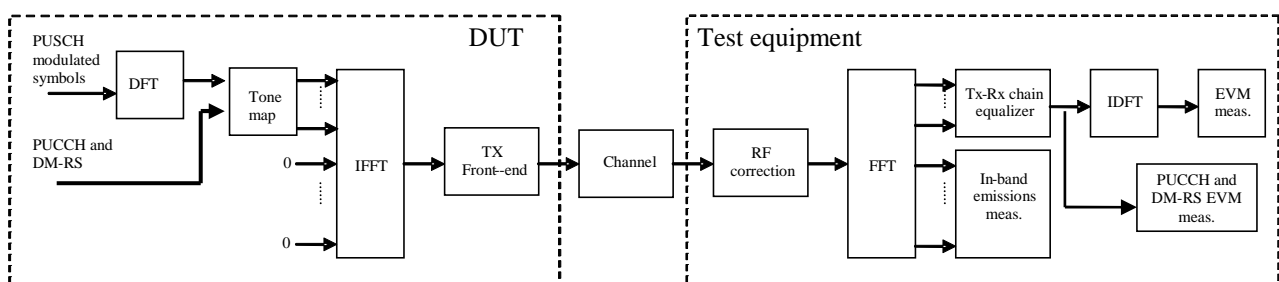 DUT
Test equipment
PUSCH
modulated
symbols
DFT
Tone
map
PUCCH and
DM-RS
0
0
IFFT
TX
Front--end
Channel
RF
correction
FFT
Tx-Rx chain
equalizer
IDFT
EVM
meas.
In-band
emissions
meas.
PUCCH and
DM-RS EVM
meas.